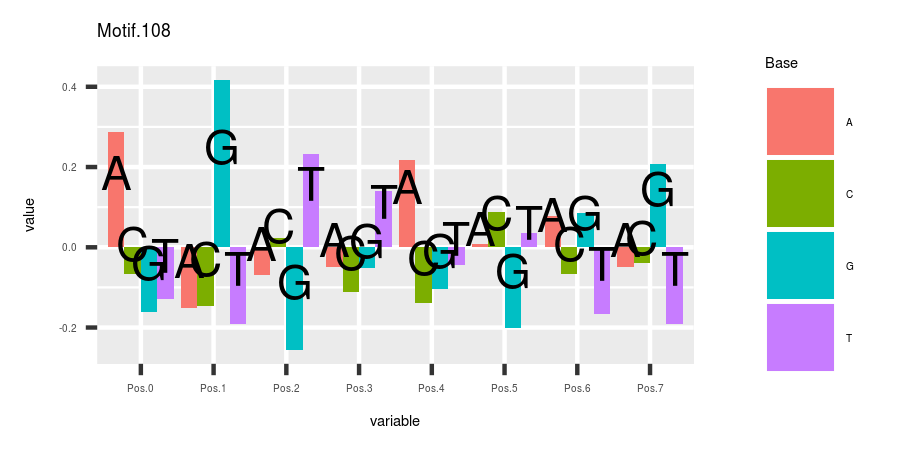 Motif.108
value
0.4
0.2
0.0
-0.2
A C G T A C G T A C G T A C G T A C G T A C G T A C G T A C G T
Pos.0 Pos.1 Pos.2 Pos.3 Pos.4 Pos.5 Pos.6 Pos.7
variable
Base
A
C
G
T